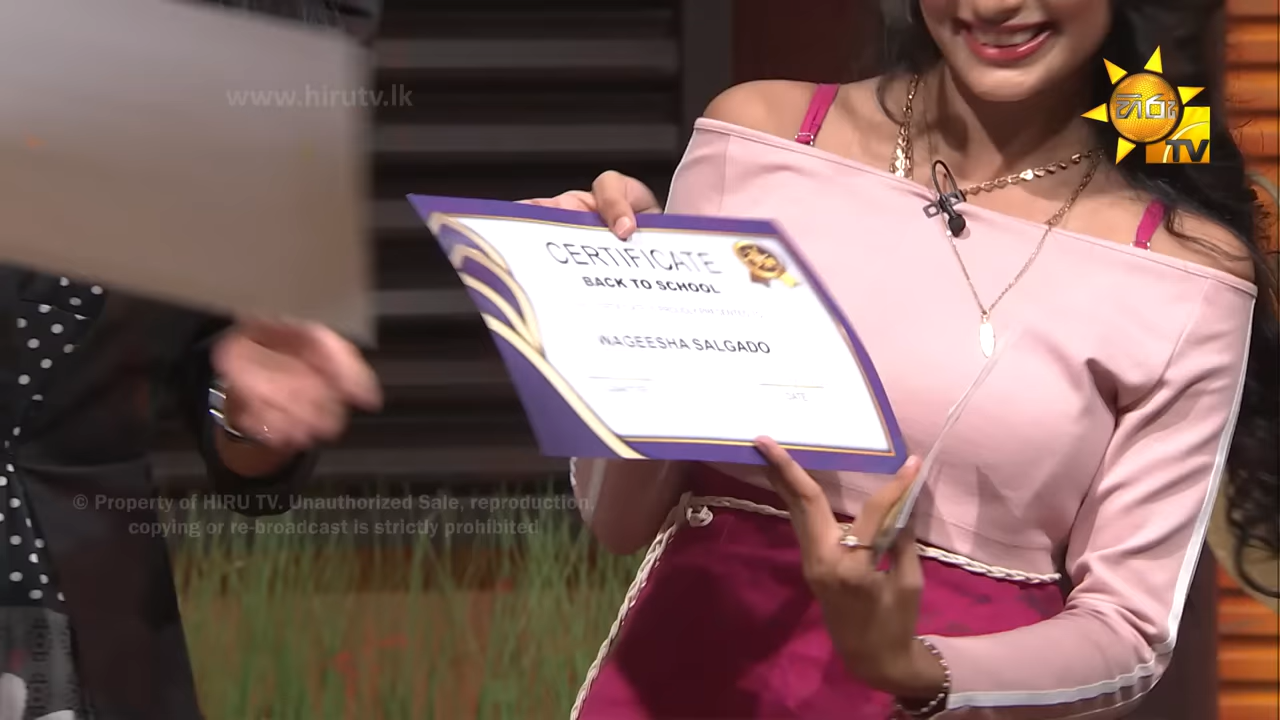 www.hirutv.lk
හිරු
TV
CERTIFICATE
BACK TO SCHOOL
WAGEESHA SALGADO
DATE
© Property of HIRU TV. Unauthorized Sale, reproduction,
copying or re-broadcast is strictly prohibited